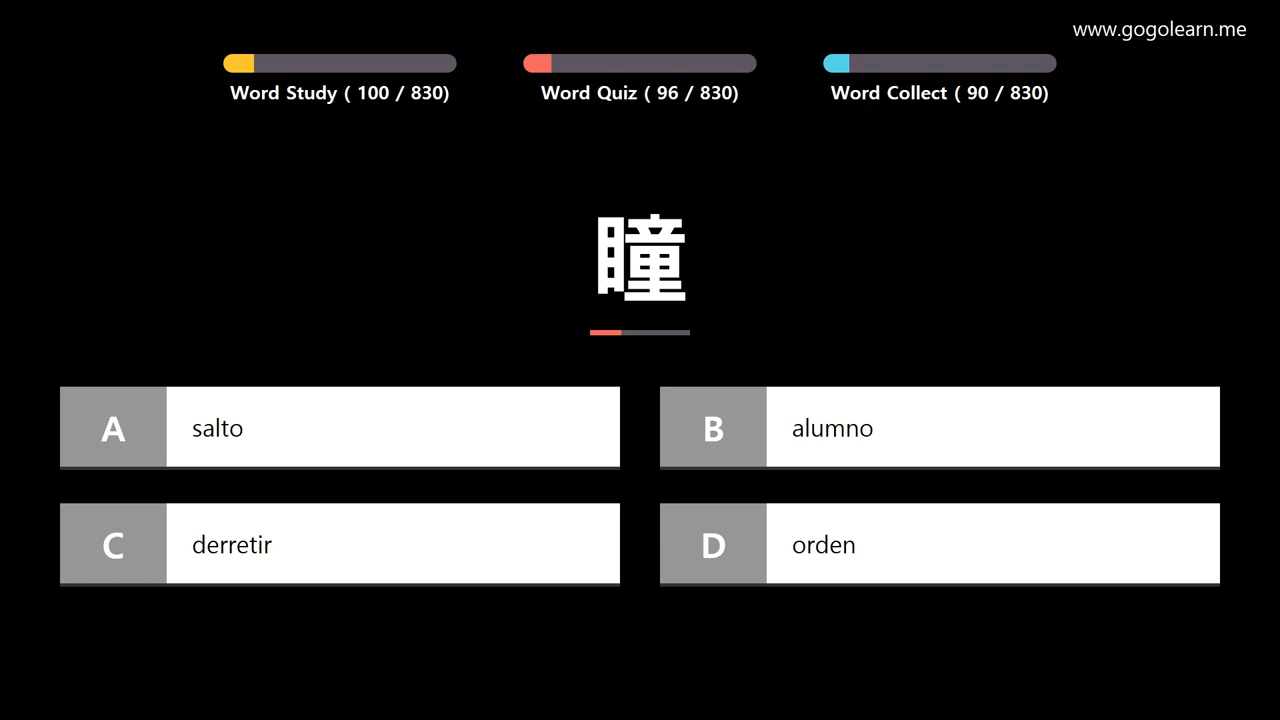 www.gogolearn.me
Word Study ( 100 / 830)
Word Quiz ( 96 / 830)
Word Collect ( 90 / 830)
瞳
A salto
B alumno
C derretir
D orden